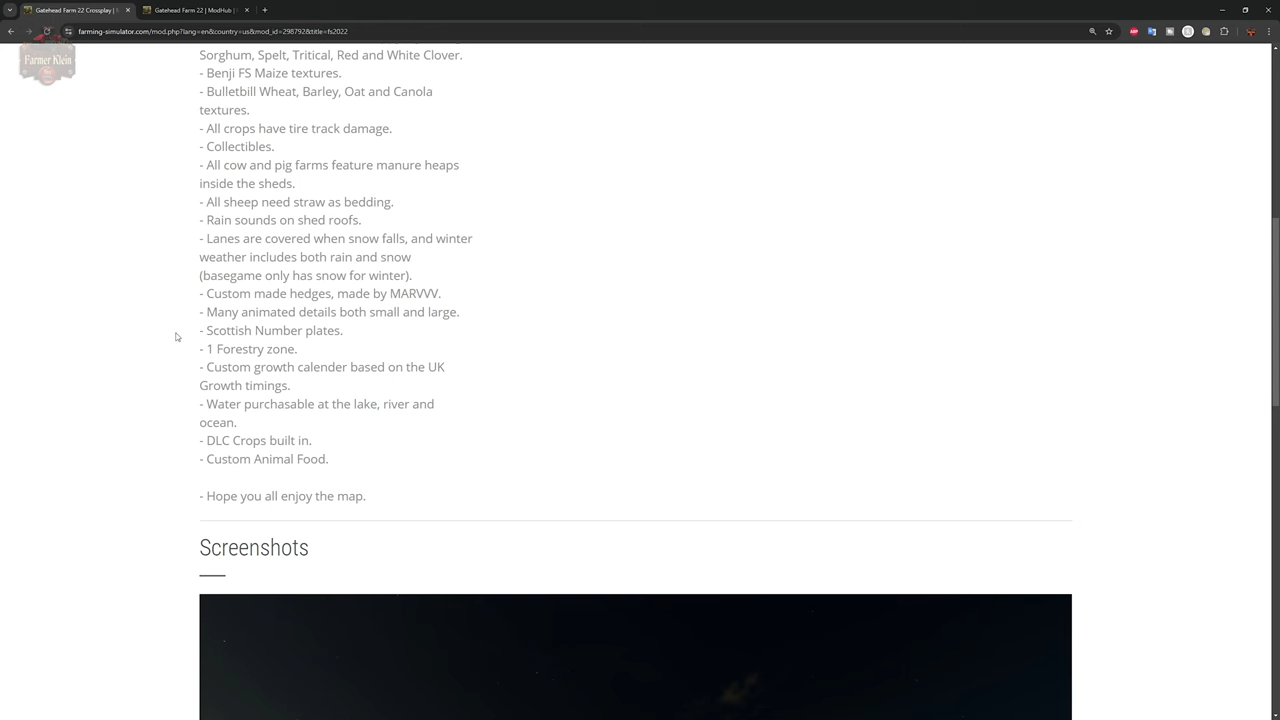 Gatehead Farm 22 Crossplay |
Gatehead Farm 22 | ModHub |
farming-simulator.com/mod.php?lang=en&country=us&mod_id=298792&title=fs2022
Farmer Klein
Sorghum, Spelt, Tritical, Red and White Clover.
- Benji FS Maize textures.
- Bulletbill Wheat, Barley, Oat and Canola
textures.
- All crops have tire track damage.
- Collectibles.
- All cow and pig farms feature manure heaps
inside the sheds.
- All sheep need straw as bedding.
- Rain sounds on shed roofs.
- Lanes are covered when snow falls, and winter
weather includes both rain and snow
(basegame only has snow for winter).
- Custom made hedges, made by MARVVV.
- Many animated details both small and large.
- Scottish Number plates.
- 1 Forestry zone.
- Custom growth calender based on the UK
Growth timings.
- Water purchasable at the lake, river and
ocean.
- DLC Crops built in.
- Custom Animal Food.
- Hope you all enjoy the map.
Screenshots